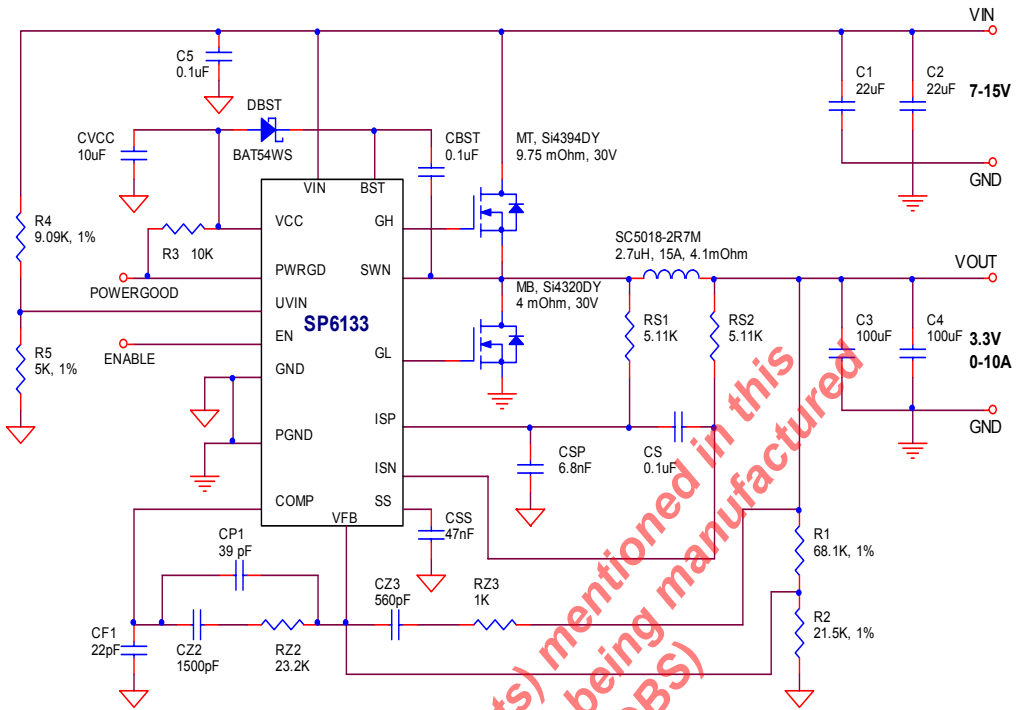 VIN
C5
0.1uF
C1
22uF
C2
22uF
7-15V
DBST
BAT54WS
CVCC
10uF
CBST
0.1uF
MT, Si4394DY
9.75 mOhm, 30V
GND
VIN
BST
R4
9.09K, 1%
VCC
GH
R3 10K
SC5018-2R7M
2.7uH, 15A, 4.1mOhm
PWRGD
SWN
VOUT
POWERGOOD
MB, Si4320DY
4 mOhm, 30V
UVIN
SP6133
EN
ENABLE
R5
5K, 1%
GL
RS1
5.11K
RS2
5.11K
C3
100uF
C4
100uF
3.3V
0-10A
GND
PGND
ISP
GND
CSP
6.8nF
CS
0.1uF
ISN
COMP
SS
VFB
CSS
47nF
CP1
39 pF
R1
68.1K, 1%
CZ3
560pF
RZ3
1K
CF1
22pF
CZ2
1500pF
RZ2
23.2K
R2
21.5K, 1%
ts) mentioned in this
being manufactured
OBS)